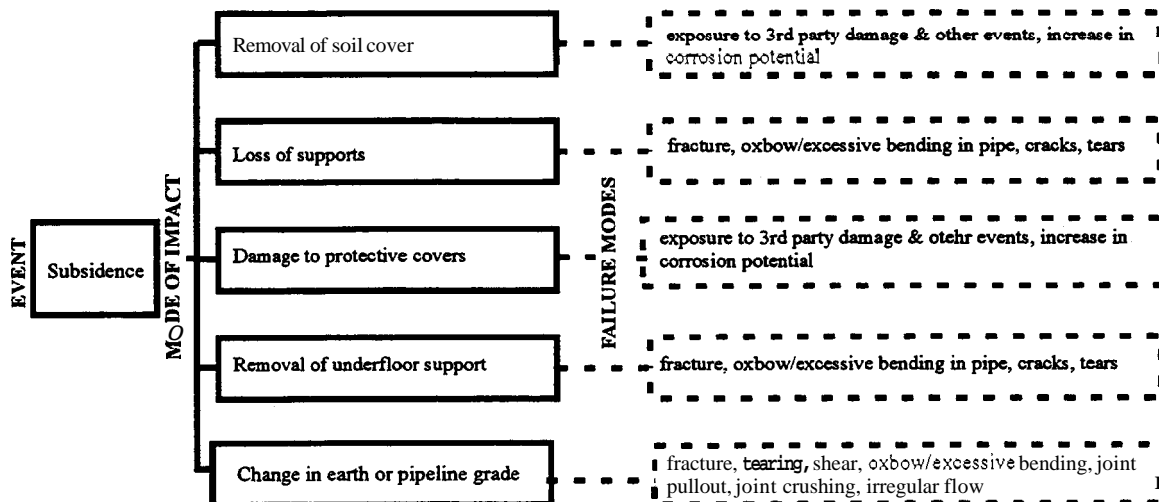 EVENT
Subsidence
MODE OF IMPACT
Removal of soil cover
Loss of supports
Damage to protective covers
Removal of underfloor support
Change in earth or pipeline grade
FAILURE MODES
exposure to 3rd party damage & other events, increase in
corrosion potential
fracture, oxbow/excessive bending in pipe, cracks, tears
exposure to 3rd party damage & otehr events, increase in
corrosion potential
fracture, oxbow/excessive bending in pipe, cracks, tears
fracture, tearing, shear, oxbow/excessive bending, joint
pullout, joint crushing, irregular flow